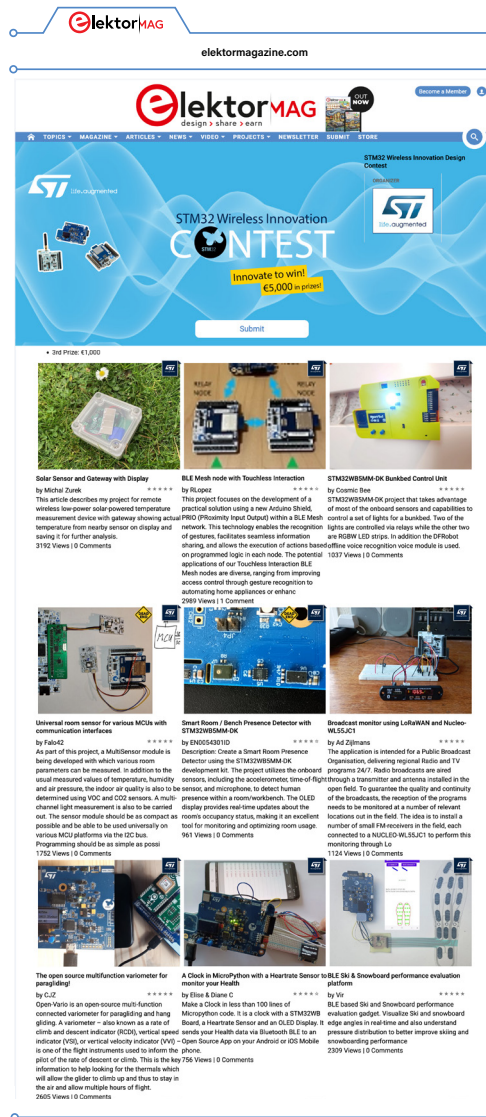 elektor MAG
elektormagazine.com
elektor MAG
design > share > earn
OUT
NOW
Become a Member
TOPICS MAGAZINE ARTICLES NEWS VIDEO PROJECTS NEWSLETTER SUBMIT STORE
STM32 Wireless Innovation Design
Contest
ORGANIZER
ST life.augmented
ST life.augmented
STM32 Wireless Innovation
CONTEST
STM32
Innovate to win!
€5,000 in prizes!
Submit
• 3rd Prize: €1,000
Solar Sensor and Gateway with Display
by Michal Zurek
This article describes my project for remote
wireless low-power solar-powered temperature
measurement device with gateway showing actual
temperature from nearby sensor on display and
saving it for further analysis.
3192 Views | 0 Comments
RELAY
NODE
RELAY
NODE
BLE Mesh node with Touchless Interaction
by RLopez
This project focuses on the development of a
practical solution using a new Arduino Shield,
PRIO (PRoximity Input Output) within a BLE Mesh
network. This technology enables the recognition
of gestures, facilitates seamless information
sharing, and allows the execution of actions based
on programmed logic in each node. The potential
applications of our Touchless Interaction BLE
Mesh nodes are diverse, ranging from improving
access control through gesture recognition to
automating home appliances or enhanc
2989 Views | 1 Comment
STM32WB5MM-DK Bunkbed Control Unit
by Cosmic Bee
STM32WB5MM-DK project that takes advantage
of most of the onboard sensors and capabilities to
control a set of lights for a bunkbed. Two of the
lights are controlled via relays while the other two
are RGBW LED strips. In addition the DFRobot
offline voice recognition voice module is used.
1037 Views | 0 Comments
MCU
Universal room sensor for various MCUs with
communication interfaces
by Falo42
As part of this project, a MultiSensor module is
being developed with which various room
parameters can be measured. In addition to the
usual measured values of temperature, humidity
and air pressure, the indoor air quality is also to be
determined using VOC and CO2 sensors. A multi-
channel light measurement is also to be carried
out. The sensor module should be as compact as
possible and be able to be used universally on
various MCU platforms via the I2C bus.
Programming should be as simple as possi
1752 Views | 0 Comments
Smart Room / Bench Presence Detector with
STM32WB5MM-DK
by EN0054301ID
Description: Create a Smart Room Presence
Detector using the STM32WB5MM-DK
development kit. The project utilizes the onboard
sensors, including the accelerometer, time-of-flight
sensor, and microphone, to detect human
presence within a room/workbench. The OLED
display provides real-time updates about the
room's occupancy status, making it an excellent
tool for monitoring and optimizing room usage.
961 Views | 0 Comments
Broadcast monitor using LoRaWAN and Nucleo-
WL55JC1
by Ad Zijlmans
The application is intended for a Public Broadcast
Organisation, delivering regional Radio and TV
programs 24/7. Radio broadcasts are aired
through a transmitter and antenna installed in the
open field. To guarantee the quality and continuity
of the broadcasts, the reception of the programs
needs to be monitored at a number of relevant
locations out in the field. The idea is to install a
number of small FM-receivers in the field, each
connected to a NUCLEO-WL55JC1 to perform this
monitoring through Lo
1124 Views | 0 Comments
The open source multifunction variometer for
paragliding!
by CJZ
Open-Vario is an open-source multi-function
connected variometer for paragliding and hang
gliding. A variometer – also known as a rate of
climb and descent indicator (RCDI), vertical speed
indicator (VSI), or vertical velocity indicator (VVI) –
is one of the flight instruments used to inform the
pilot of the rate of descent or climb. This is the key
information to help looking for the thermals which
will allow the glider to climb up and thus to stay in
the air and allow multiple hours of flight.
2605 Views | 0 Comments
A Clock in MicroPython with a Heartrate Sensor to
monitor your Health
by Elise & Diane C
Make a Clock in less than 100 lines of
Micropython code. It is a clock with a STM32WB
Board, a Heartrate Sensor and an OLED Display. It
sends your Health data via Bluetooth BLE to an
Open Source App on your Android or iOS Mobile
phone.
756 Views | 0 Comments
BLE Ski & Snowboard performance evaluation
platform
by Vir
BLE based Ski and Snowboard performance
evaluation gadget. Visualize Ski and snowboard
edge angles in real-time and also understand
pressure distribution to better improve skiing and
snowboarding performance
2309 Views | 0 Comments